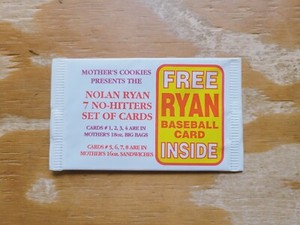 MOTHER'S COOKIES
PRESENTS THE
NOLAN RYAN
7 NO-HITTERS
SET OF CARDS
CARDS # 1, 2, 3, 4 ARE IN
MOTHER'S 18oz. BIG BAGS
CARDS # 5, 6, 7, 8 ARE IN
MOTHER'S 16oz. SANDWICHES
FREE
RYAN
BASEBALL
CARD
INSIDE